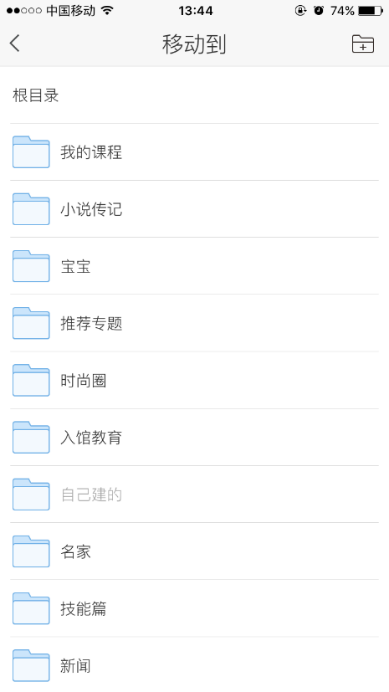 中国移动 13:44 74%
移动到
根目录
我的课程
小说传记
宝宝
推荐专题
时尚圈
入馆教育
自己建的
名家
技能篇
新闻